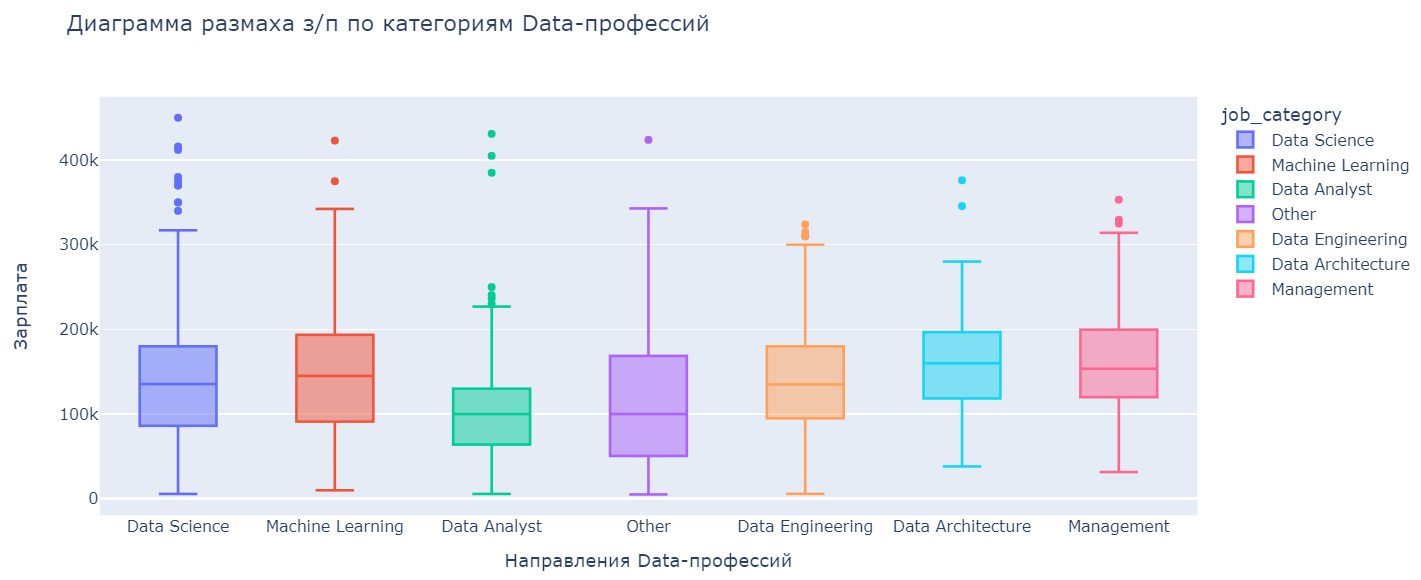 Диаграмма размаха з/п по категориям Data-профессий
Зарплата
400k
300k
200k
100k
0
Data Science
Machine Learning
Data Analyst
Other
Data Engineering
Data Architecture
Management
Направления Data-профессий
job_category
Data Science
Machine Learning
Data Analyst
Other
Data Engineering
Data Architecture
Management